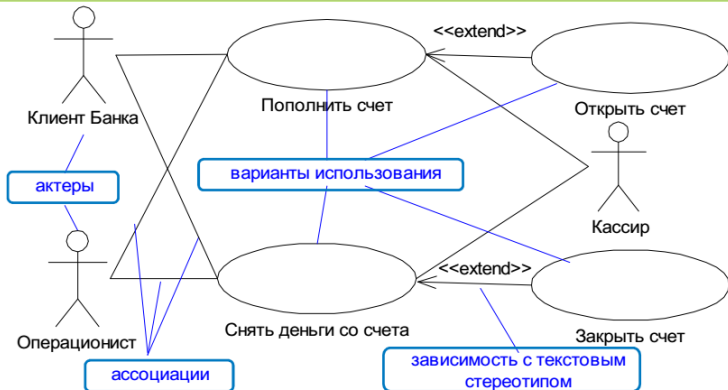 <<extend>>
Клиент Банка
Пополнить счет
Открыть счет
актеры
варианты использования
Кассир
<<extend>>
Операционист
Снять деньги со счета
Закрыть счет
ассоциации
зависимость с текстовым
стереотипом